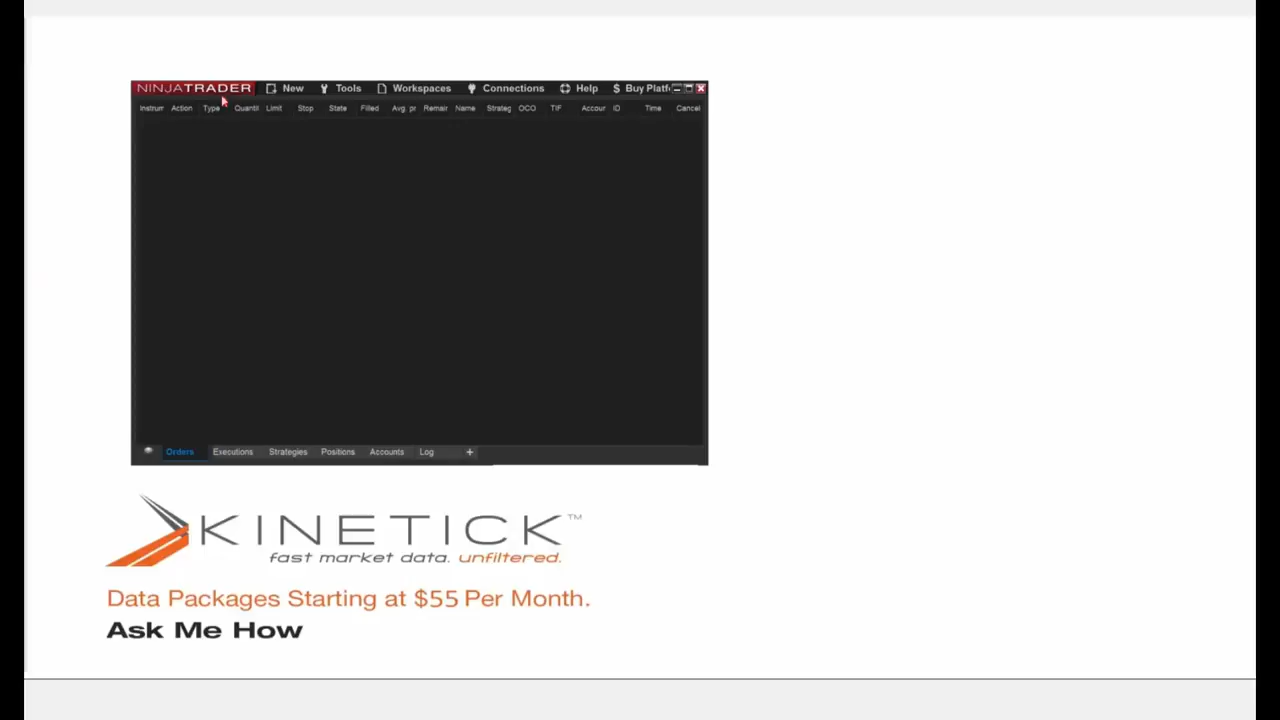 NINJATRADER New Tools Workspaces Connections Help $ Buy Platf
Instrum Action Type Quantit Limit Stop State Filled Avg. pr Remair Name Strateg OCO TIF Accour ID Time Cancel
Orders Executions Strategies Positions Accounts Log +
KINETICK™
fast market data. unfiltered.
Data Packages Starting at $55 Per Month.
Ask Me How